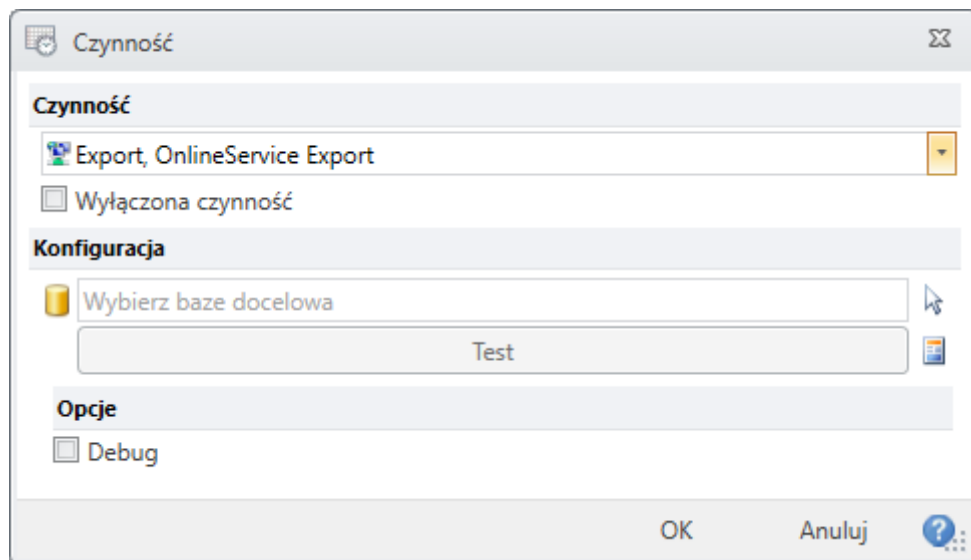 Czynność
Czynność
Export, OnlineService Export
Wyłączona czynność
Konfiguracja
Wybierz baze docelowa
Test
Opcje
Debug
OK Anuluj